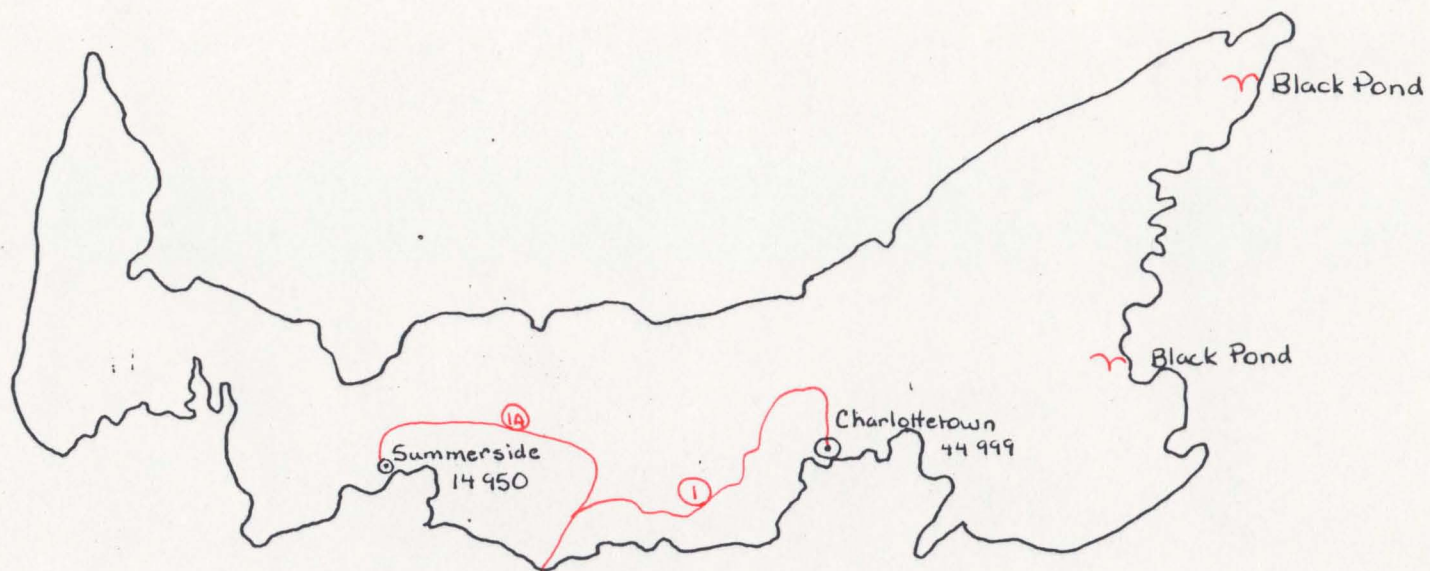 Black Pond
Black Pond
1A
Charlottetown
44 999
Summerside
14 950
1